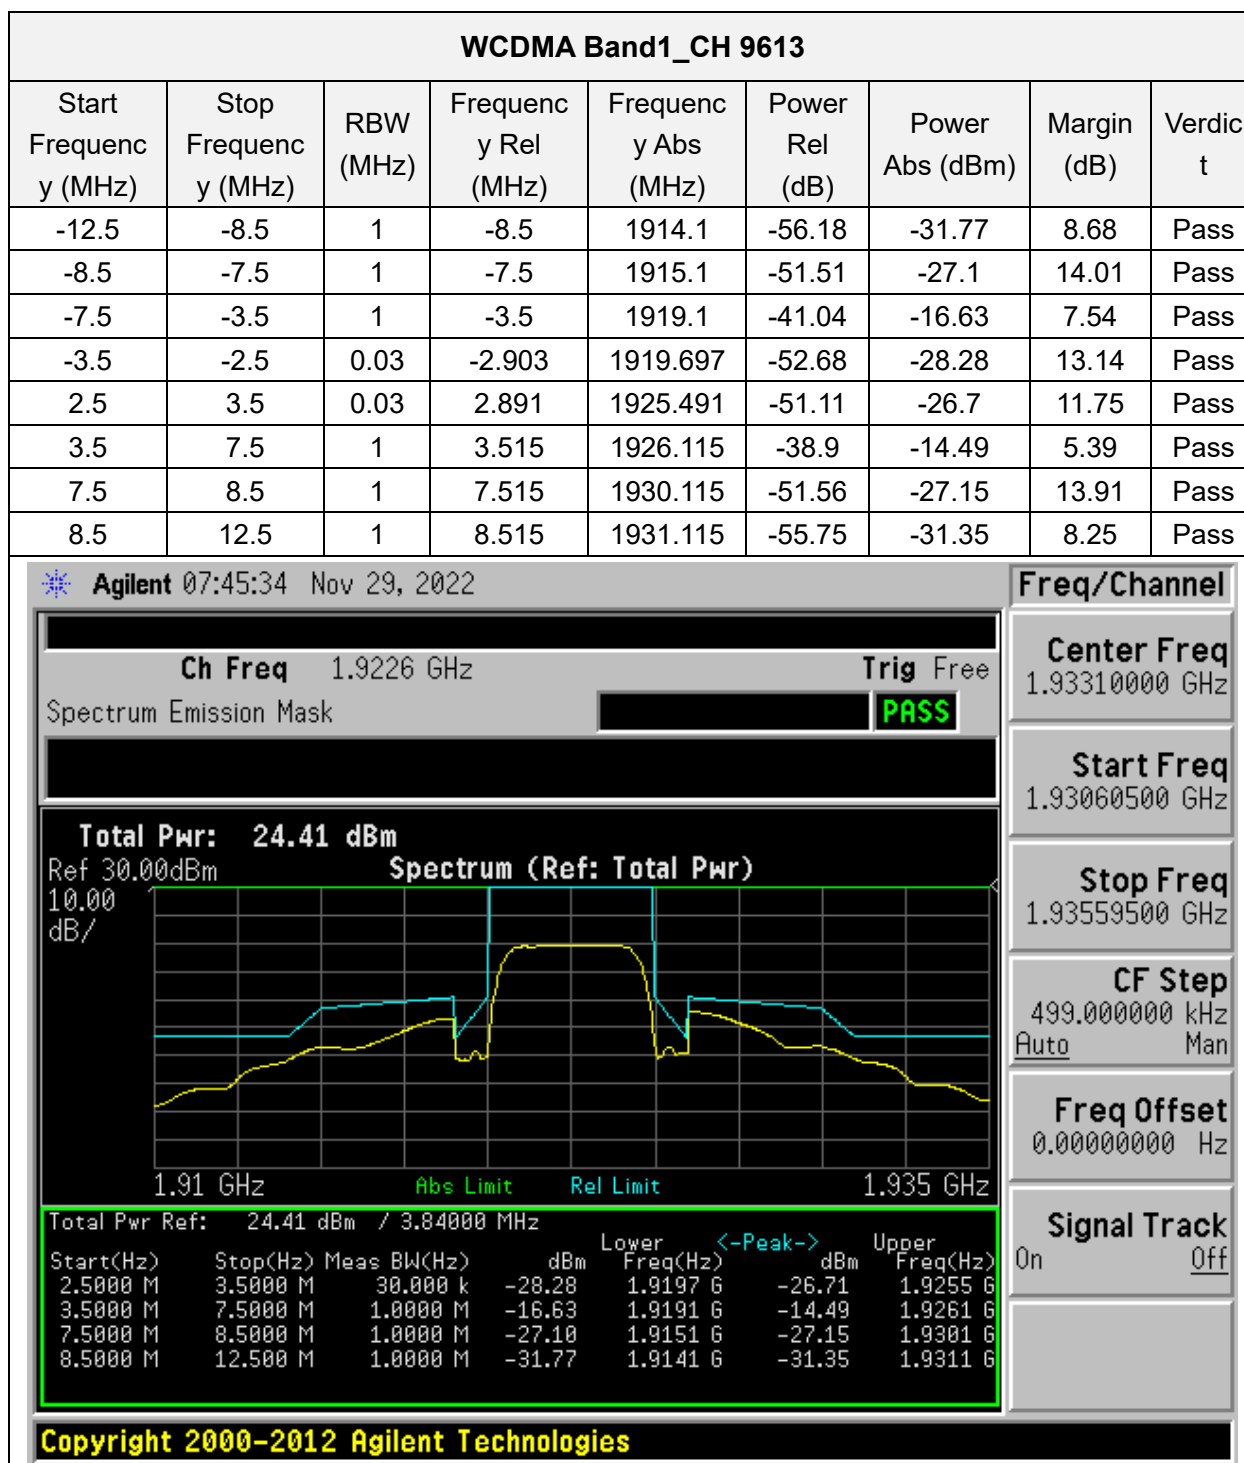 WCDMA Band1_CH 9613
Start Frequenc y (MHz) Stop Frequenc y (MHz) RBW (MHz) Frequenc y Rel (MHz) Frequenc y Abs (MHz) Power Rel (dB) Power Abs (dBm) Margin (dB) Verdic t
-12.5 -8.5 1 -8.5 1914.1 -56.18 -31.77 8.68 Pass
-8.5 -7.5 1 -7.5 1915.1 -51.51 -27.1 14.01 Pass
-7.5 -3.5 1 -3.5 1919.1 -41.04 -16.63 7.54 Pass
-3.5 -2.5 0.03 -2.903 1919.697 -52.68 -28.28 13.14 Pass
2.5 3.5 0.03 2.891 1925.491 -51.11 -26.7 11.75 Pass
3.5 7.5 1 3.515 1926.115 -38.9 -14.49 5.39 Pass
7.5 8.5 1 7.515 1930.115 -51.56 -27.15 13.91 Pass
8.5 12.5 1 8.515 1931.115 -55.75 -31.35 8.25 Pass
Agilent 07:45:34 Nov 29, 2022
Ch Freq 1.9226 GHz Trig Free
Spectrum Emission Mask PASS
Total Pwr: 24.41 dBm
Ref 30.00dBm Spectrum (Ref: Total Pwr)
10.00
dB/
1.91 GHz Abs Limit Rel Limit 1.935 GHz
Total Pwr Ref: 24.41 dBm / 3.84000 MHz
Lower <-Peak-> Upper
Start(Hz) Stop(Hz) Meas BW(Hz) dBm Freq(Hz) dBm Freq(Hz)
2.5000 M 3.5000 M 30.000 k -28.28 1.9197 G -26.71 1.9255 G
3.5000 M 7.5000 M 1.0000 M -16.63 1.9191 G -14.49 1.9261 G
7.5000 M 8.5000 M 1.0000 M -27.10 1.9151 G -27.15 1.9301 G
8.5000 M 12.500 M 1.0000 M -31.77 1.9141 G -31.35 1.9311 G
Freq/Channel
Center Freq
1.93310000 GHz
Start Freq
1.93060500 GHz
Stop Freq
1.93559500 GHz
CF Step
499.000000 kHz
Auto Man
Freq Offset
0.00000000 Hz
Signal Track
On Off
Copyright 2000-2012 Agilent Technologies